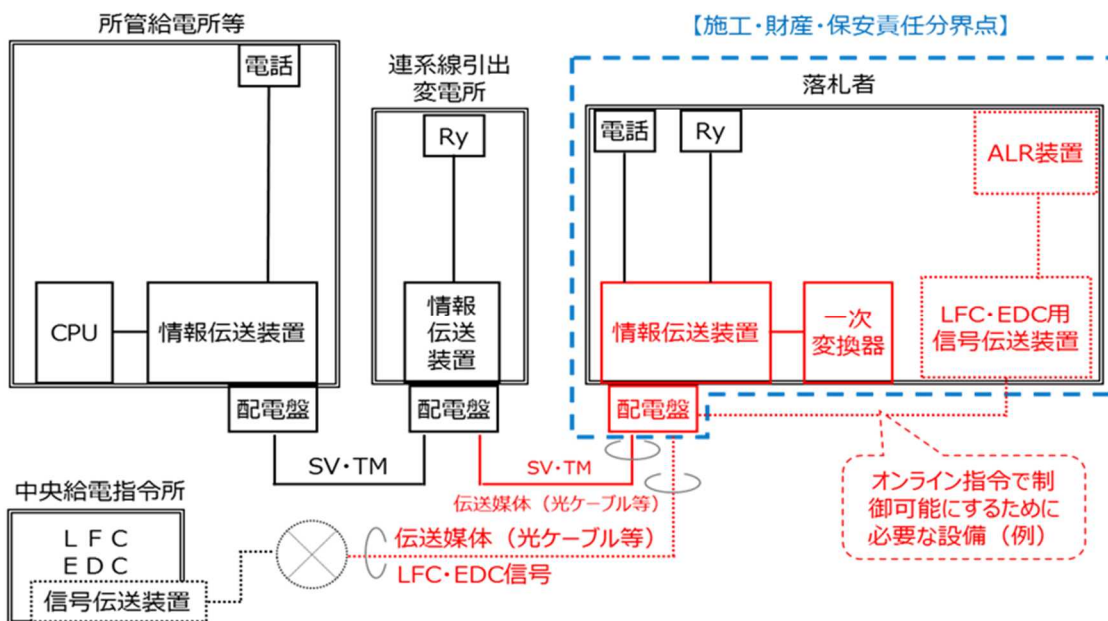 所管給電所等
電話
CPU
情報伝送装置
配電盤
連系線引出
変電所
Ry
情報
伝送
装置
配電盤
【施工・財産・保安責任分界点】
落札者
電話
Ry
ALR装置
情報伝送装置
一次
変換器
LFC・EDC用
信号伝送装置
配電盤
SV・TM
SV・TM
伝送媒体（光ケーブル等）
オンライン指令で制
御可能にするために
必要な設備（例）
中央給電指令所
LFC
EDC
信号伝送装置
伝送媒体（光ケーブル等）
LFC・EDC信号